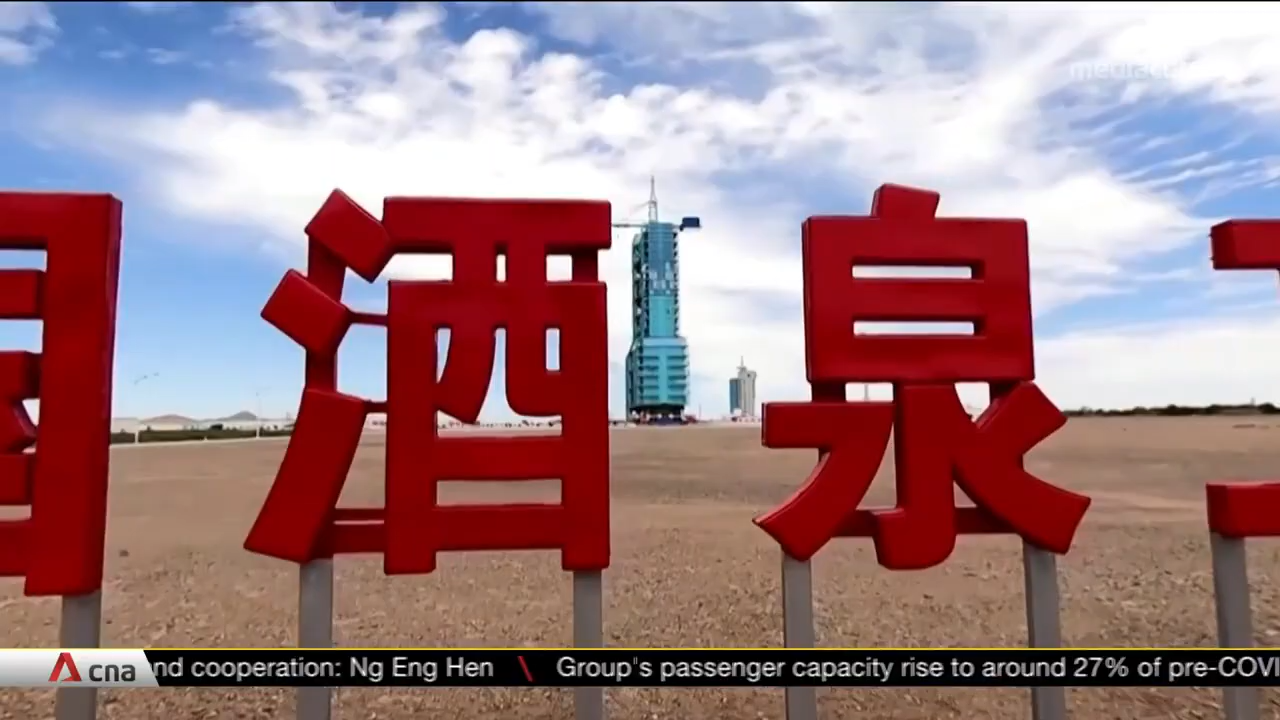 酒泉
cna nd cooperation: Ng Eng Hen \ Group's passenger capacity rise to around 27% of pre-COVI